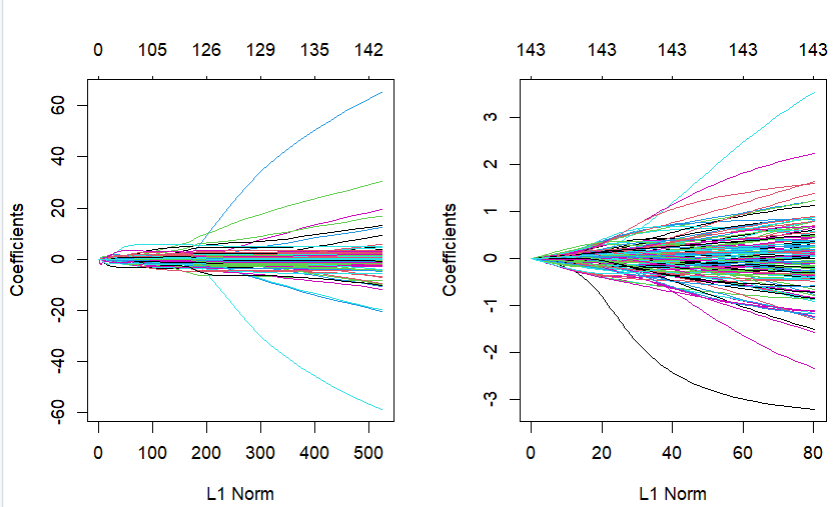 0 105 126 129 135 142
60
40
20
0
-20
-40
-60
Coefficients
0 100 200 300 400 500
L1 Norm
143 143 143 143 143
3
2
1
0
-1
-2
-3
Coefficients
0 20 40 60 80
L1 Norm